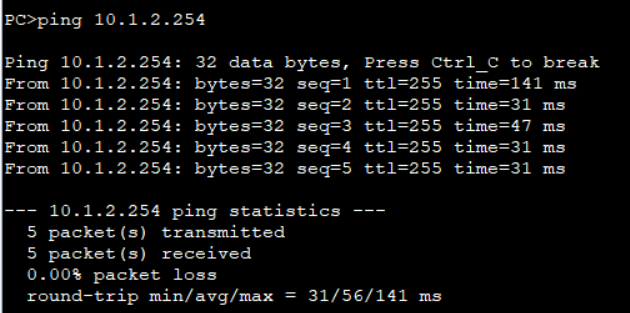 PC>ping 10.1.2.254
Ping 10.1.2.254: 32 data bytes, Press Ctrl_C to break
From 10.1.2.254: bytes=32 seq=1 ttl=255 time=141 ms
From 10.1.2.254: bytes=32 seq=2 ttl=255 time=31 ms
From 10.1.2.254: bytes=32 seq=3 ttl=255 time=47 ms
From 10.1.2.254: bytes=32 seq=4 ttl=255 time=31 ms
From 10.1.2.254: bytes=32 seq=5 ttl=255 time=31 ms
--- 10.1.2.254 ping statistics ---
5 packet(s) transmitted
5 packet(s) received
0.00% packet loss
round-trip min/avg/max = 31/56/141 ms